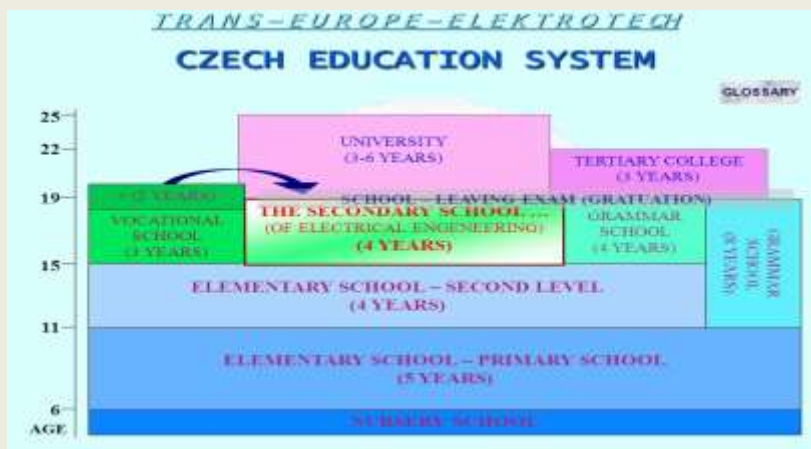 TRANS-EUROPE-ELEKTROTECH
CZECH EDUCATION SYSTEM
GLOSSARY
25
22
19
15
11
6
AGE
UNIVERSITY
(3-6 YEARS)
TERTIARY COLLEGE
(3 YEARS)
+ (2 YEARS)
SCHOOL – LEAVING EXAM (GRATUATION)
VOCATIONAL
SCHOOL
(3 YEARS)
THE SECONDARY SCHOOL ...
(OF ELECTRICAL ENGENEERING)
(4 YEARS)
GRAMMAR
SCHOOL
(4 YEARS)
GRAMMAR
SCHOOL
(8 YEARS)
ELEMENTARY SCHOOL – SECOND LEVEL
(4 YEARS)
ELEMENTARY SCHOOL – PRIMARY SCHOOL
(5 YEARS)
NURSERY SCHOOL